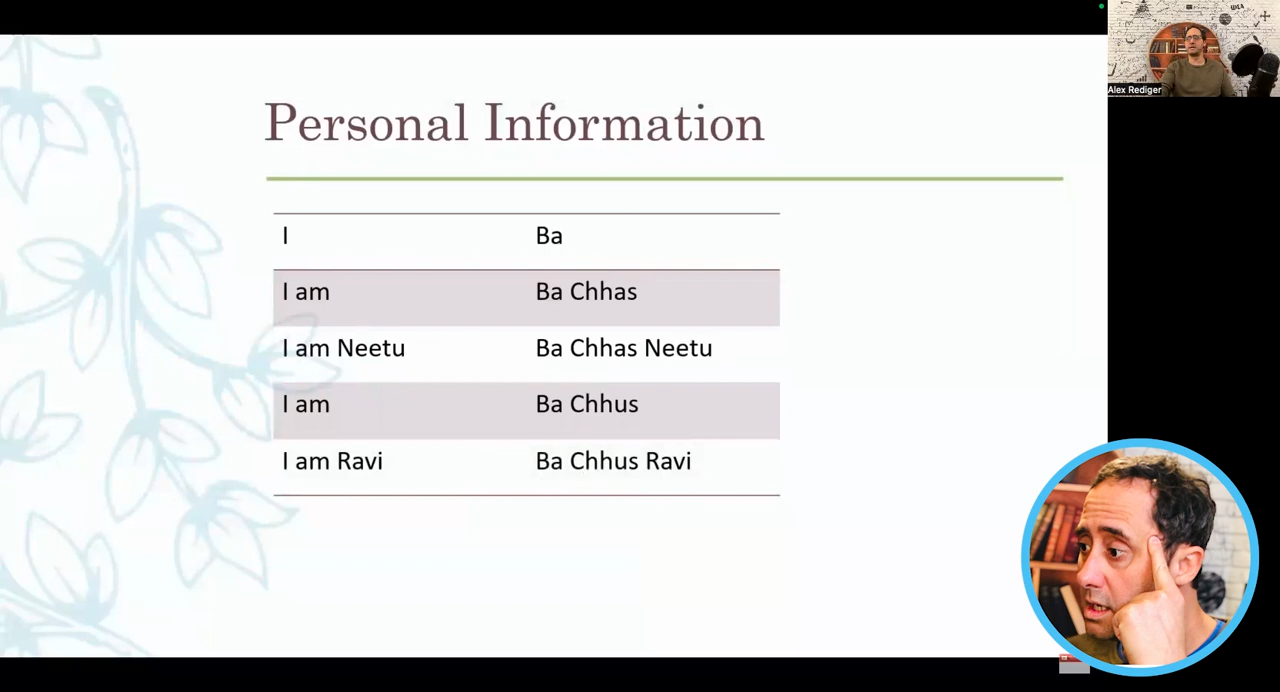 Alex Rediger
Personal Information
I Ba
I am Ba Chhas
I am Neetu Ba Chhas Neetu
I am Ba Chhus
I am Ravi Ba Chhus Ravi